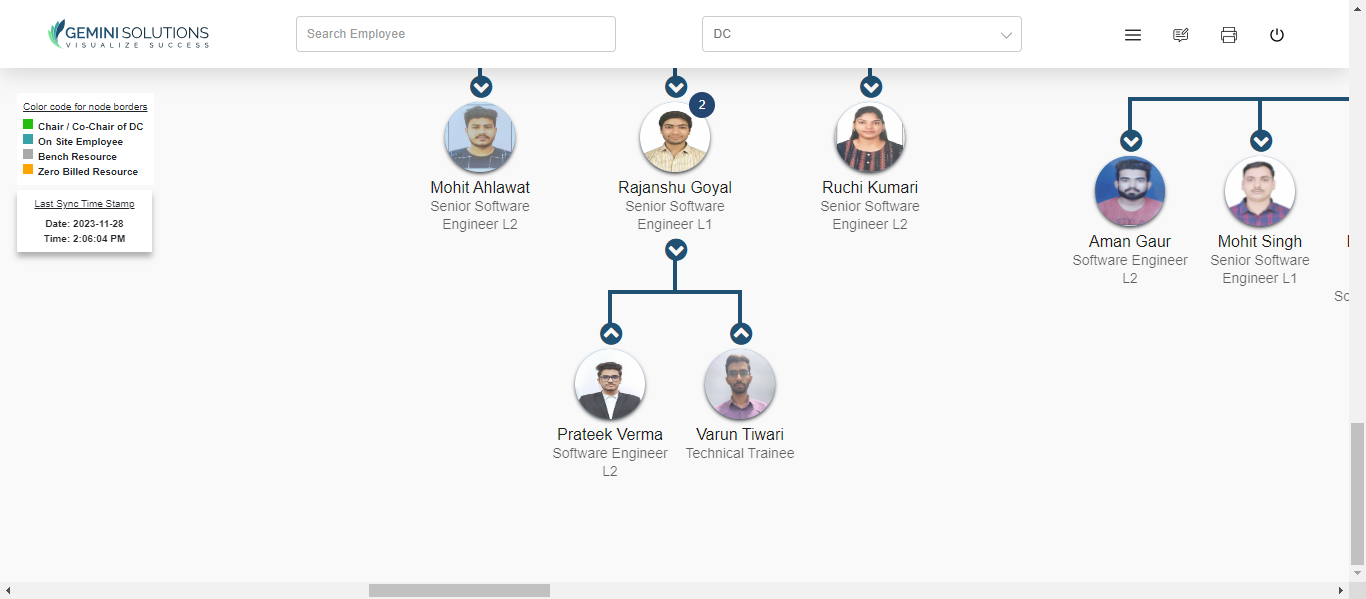 GEMINI SOLUTIONS
VISUALIZE SUCCESS
Search Employee
DC
Color code for node borders
Chair / Co-Chair of DC
On Site Employee
Bench Resource
Zero Billed Resource
Last Sync Time Stamp
Date: 2023-11-28
Time: 2:06:04 PM
2
Mohit Ahlawat
Senior Software
Engineer L2
Rajanshu Goyal
Senior Software
Engineer L1
Ruchi Kumari
Senior Software
Engineer L2
Aman Gaur
Software Engineer
L2
Mohit Singh
Senior Software
Engineer L1
Prateek Verma
Software Engineer
L2
Varun Tiwari
Technical Trainee